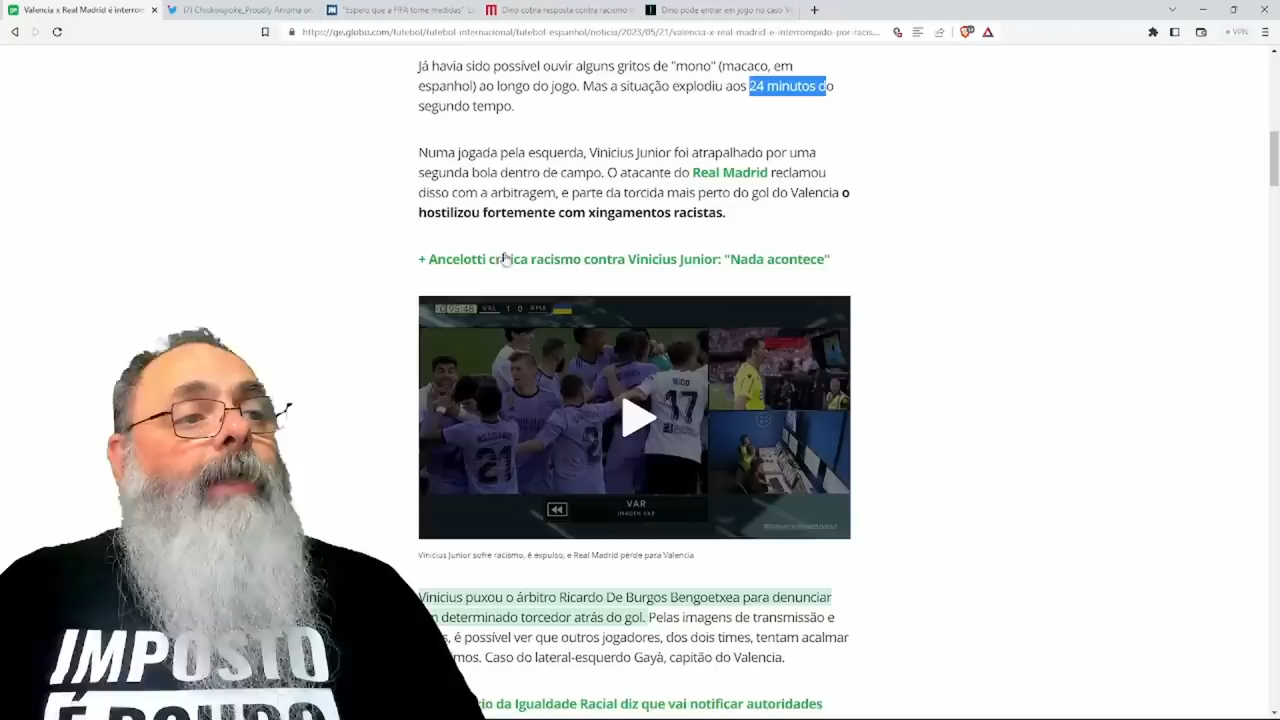 Valencia x Real Madrid é interrom
(7) Chukwujioke_Proudly Anioma on
"Espero que a FIFA tome medidas" Lu
Dino cobra resposta contra racismo n
Dino pode entrar em jogo no caso Vi
https://ge.globo.com/futebol/futebol-internacional/futebol-espanhol/noticia/2023/05/21/valencia-x-real-madrid-e-interrompido-por-racis...
VPN
Já havia sido possível ouvir alguns gritos de "mono" (macaco, em
espanhol) ao longo do jogo. Mas a situação explodiu aos 24 minutos do
segundo tempo.
Numa jogada pela esquerda, Vinicius Junior foi atrapalhado por uma
segunda bola dentro de campo. O atacante do Real Madrid reclamou
disso com a arbitragem, e parte da torcida mais perto do gol do Valencia o
hostilizou fortemente com xingamentos racistas.
+ Ancelotti critica racismo contra Vinicius Junior: "Nada acontece"
95:48 VAL 1 0 RMA
NICO
17
21
2
VAR
IMAGEN VAR
#ValenciaRealMadrid
Vinicius Junior sofre racismo, é expulso, e Real Madrid perde para Valencia
Vinicius puxou o árbitro Ricardo De Burgos Bengoetxea para denunciar
determinado torcedor atrás do gol. Pelas imagens de transmissão e
é possível ver que outros jogadores, dos dois times, tentam acalmar
Caso do lateral-esquerdo Gayà, capitão do Valencia.
da Igualdade Racial diz que vai notificar autoridades
IMPOSTO
É ROUBO